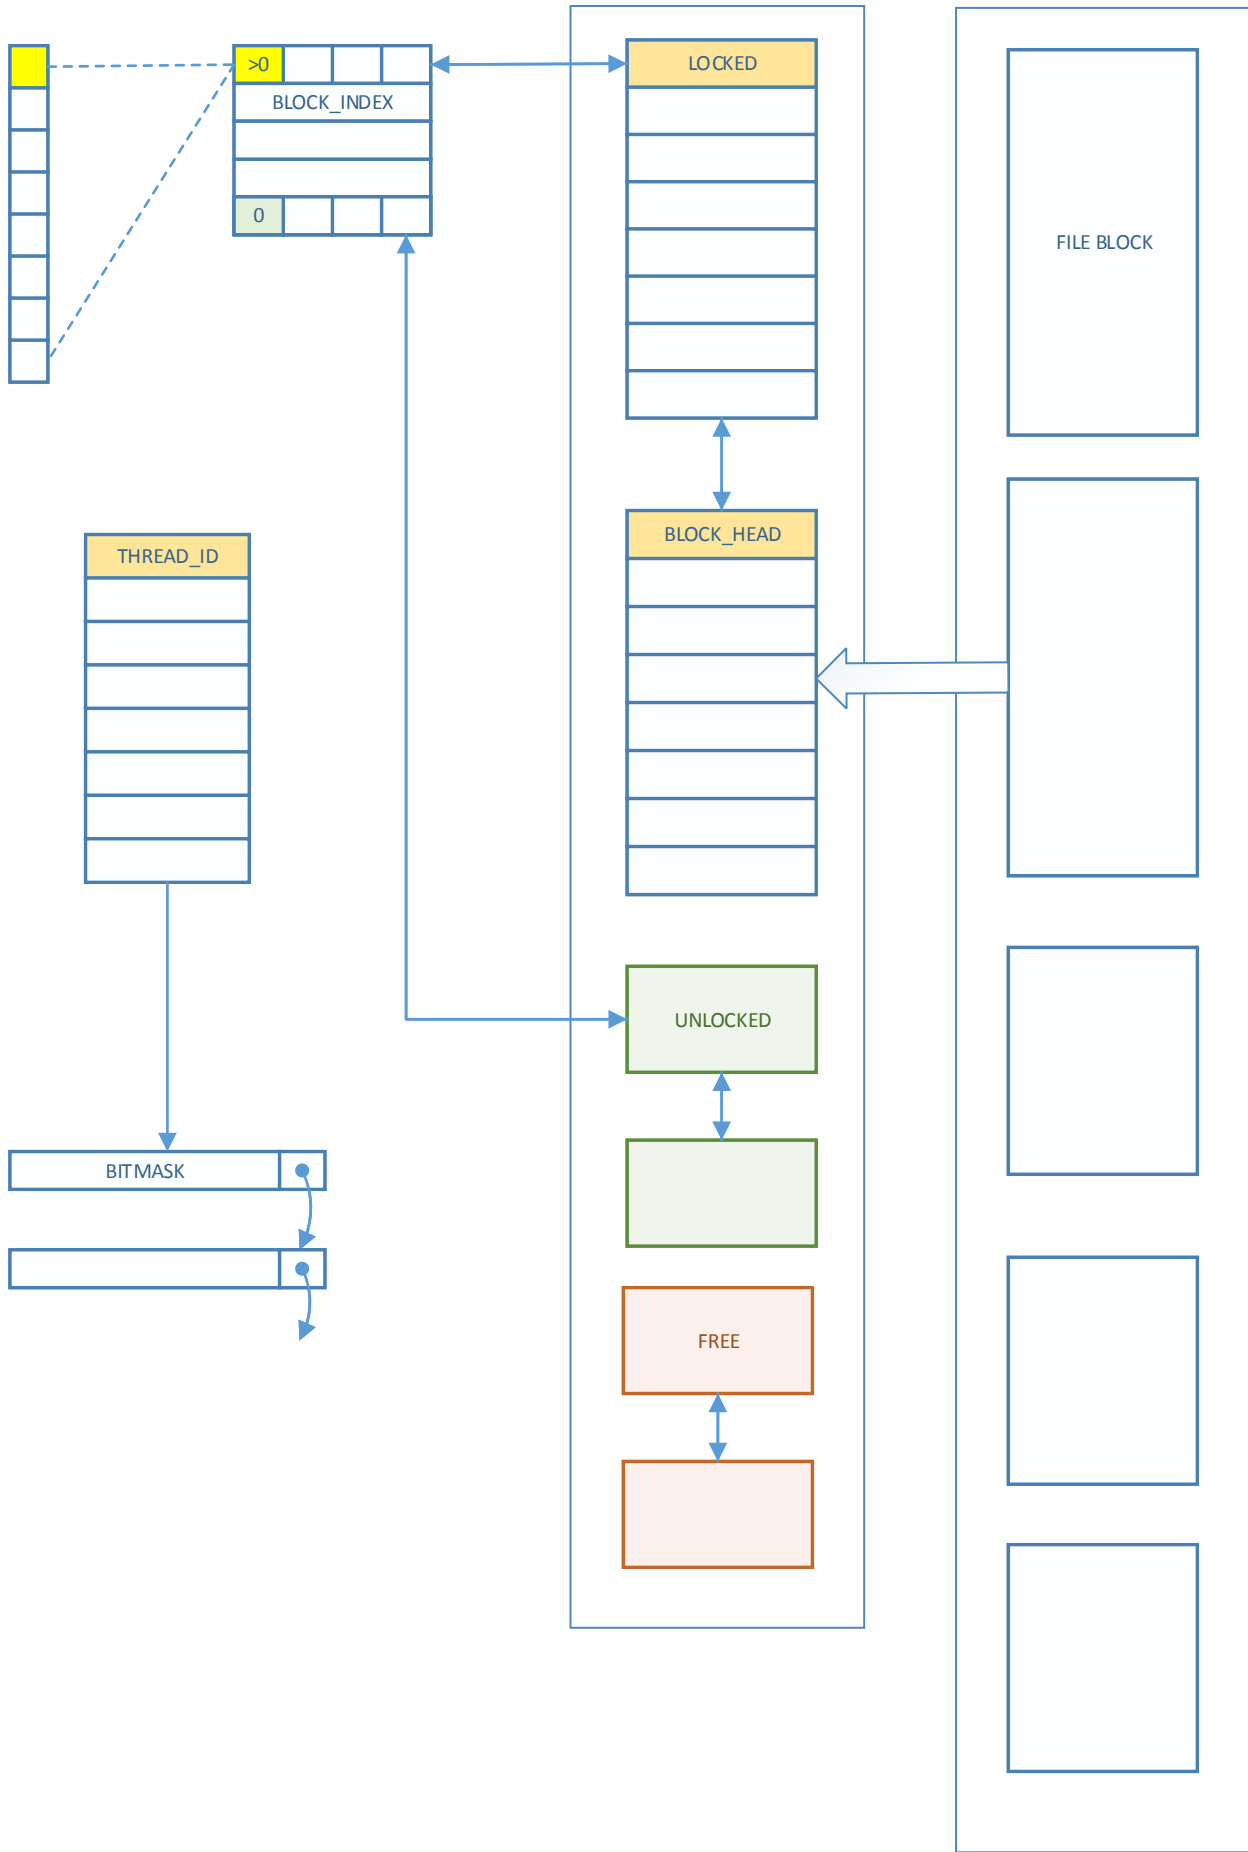 >0
LOCKED
BLOCK_INDEX
0
FILE BLOCK
BLOCK_HEAD
THREAD_ID
UNLOCKED
BITMASK
FREE